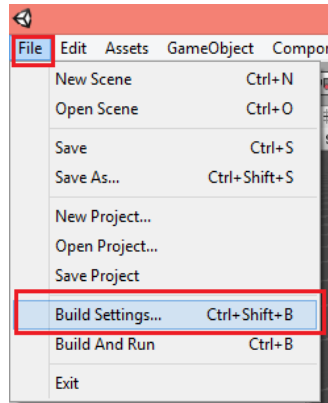 File Edit Assets GameObject Compo
New Scene Ctrl+N
Open Scene Ctrl+O
Save Ctrl+S
Save As... Ctrl+Shift+S
New Project...
Open Project...
Save Project
Build Settings... Ctrl+Shift+B
Build And Run Ctrl+B
Exit